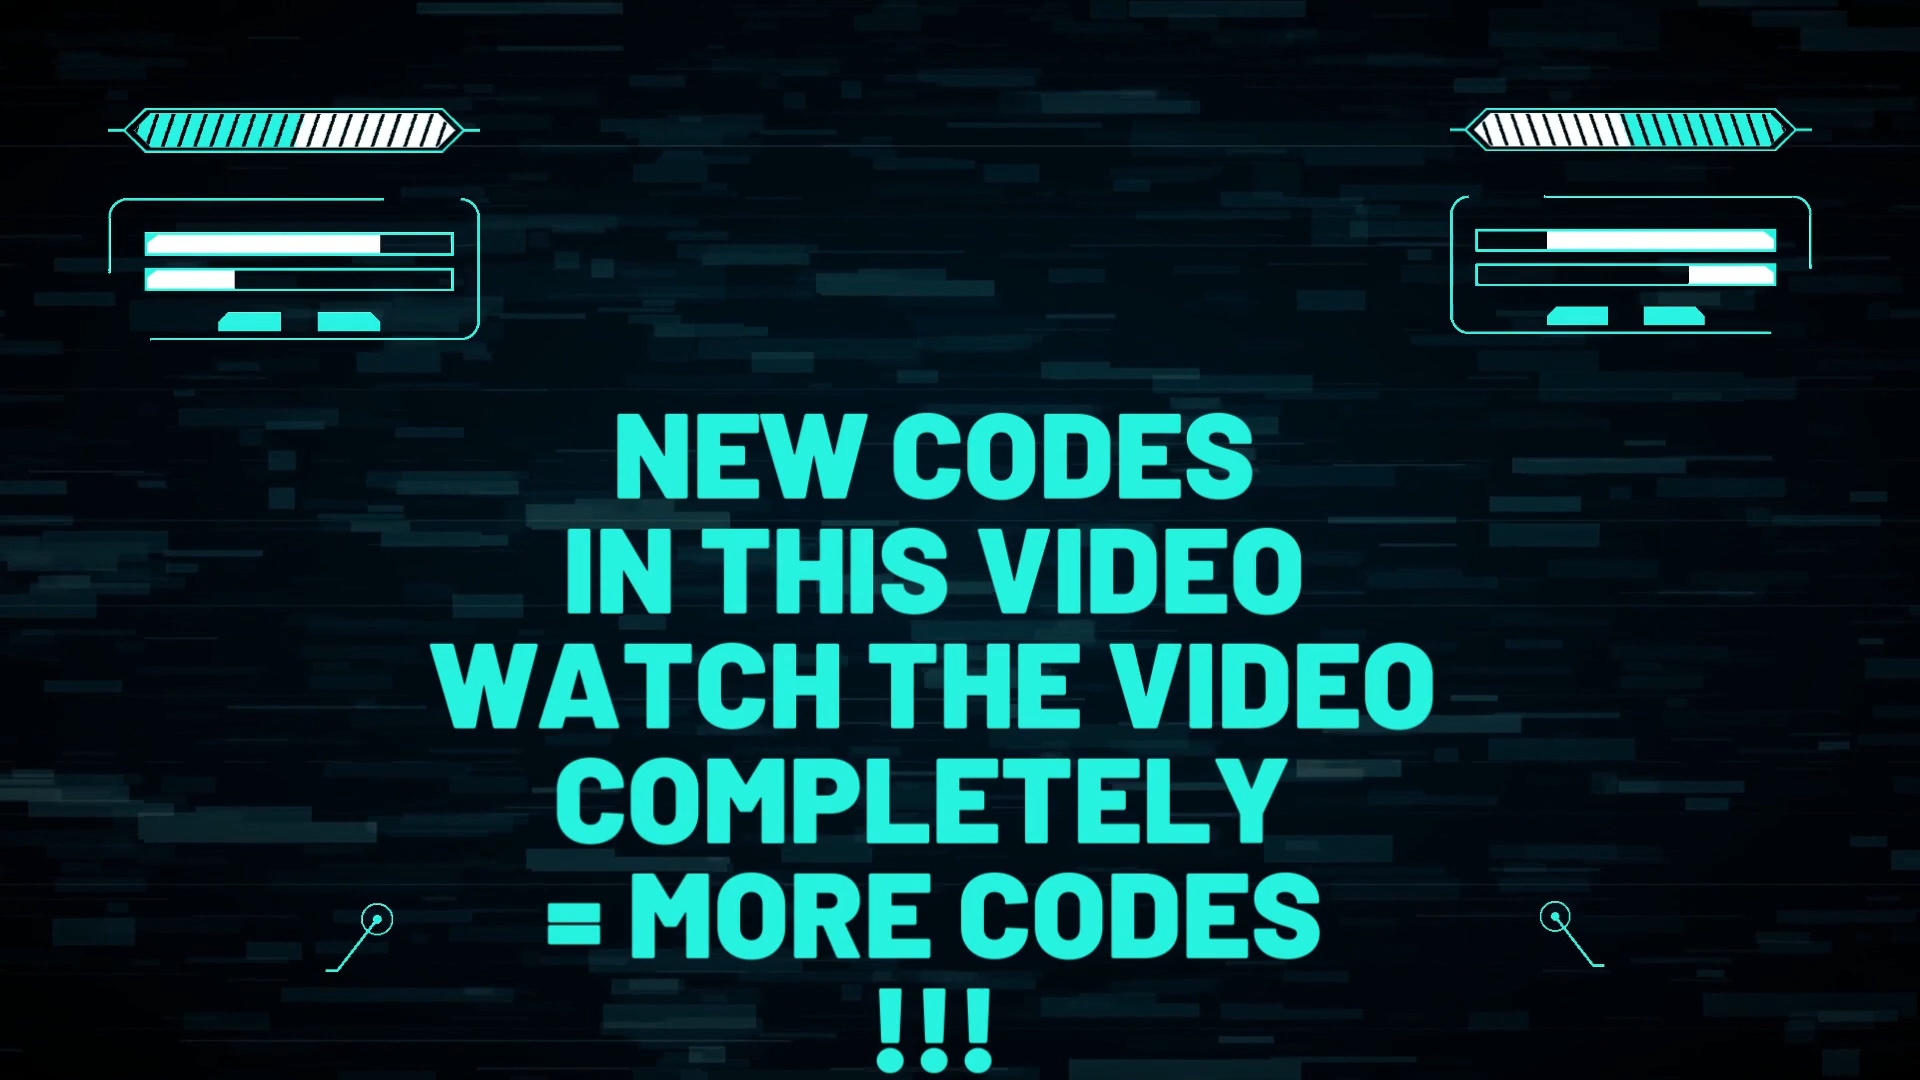 NEW CODES
IN THIS VIDEO
WATCH THE VIDEO
COMPLETELY
= MORE CODES
!!!